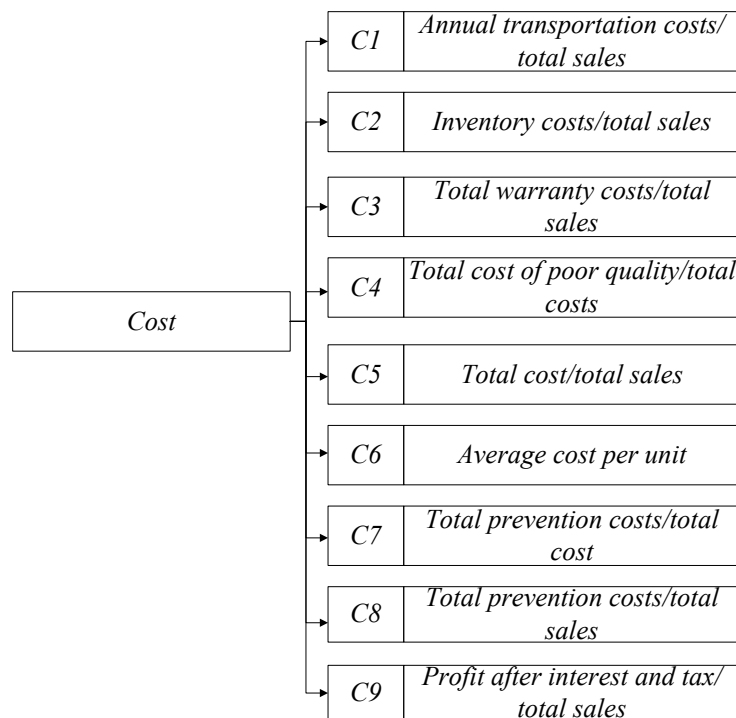 Cost
C1
Annual transportation costs/
total sales
C2
Inventory costs/total sales
C3
Total warranty costs/total
sales
C4
Total cost of poor quality/total
costs
C5
Total cost/total sales
C6
Average cost per unit
C7
Total prevention costs/total
cost
C8
Total prevention costs/total
sales
C9
Profit after interest and tax/
total sales